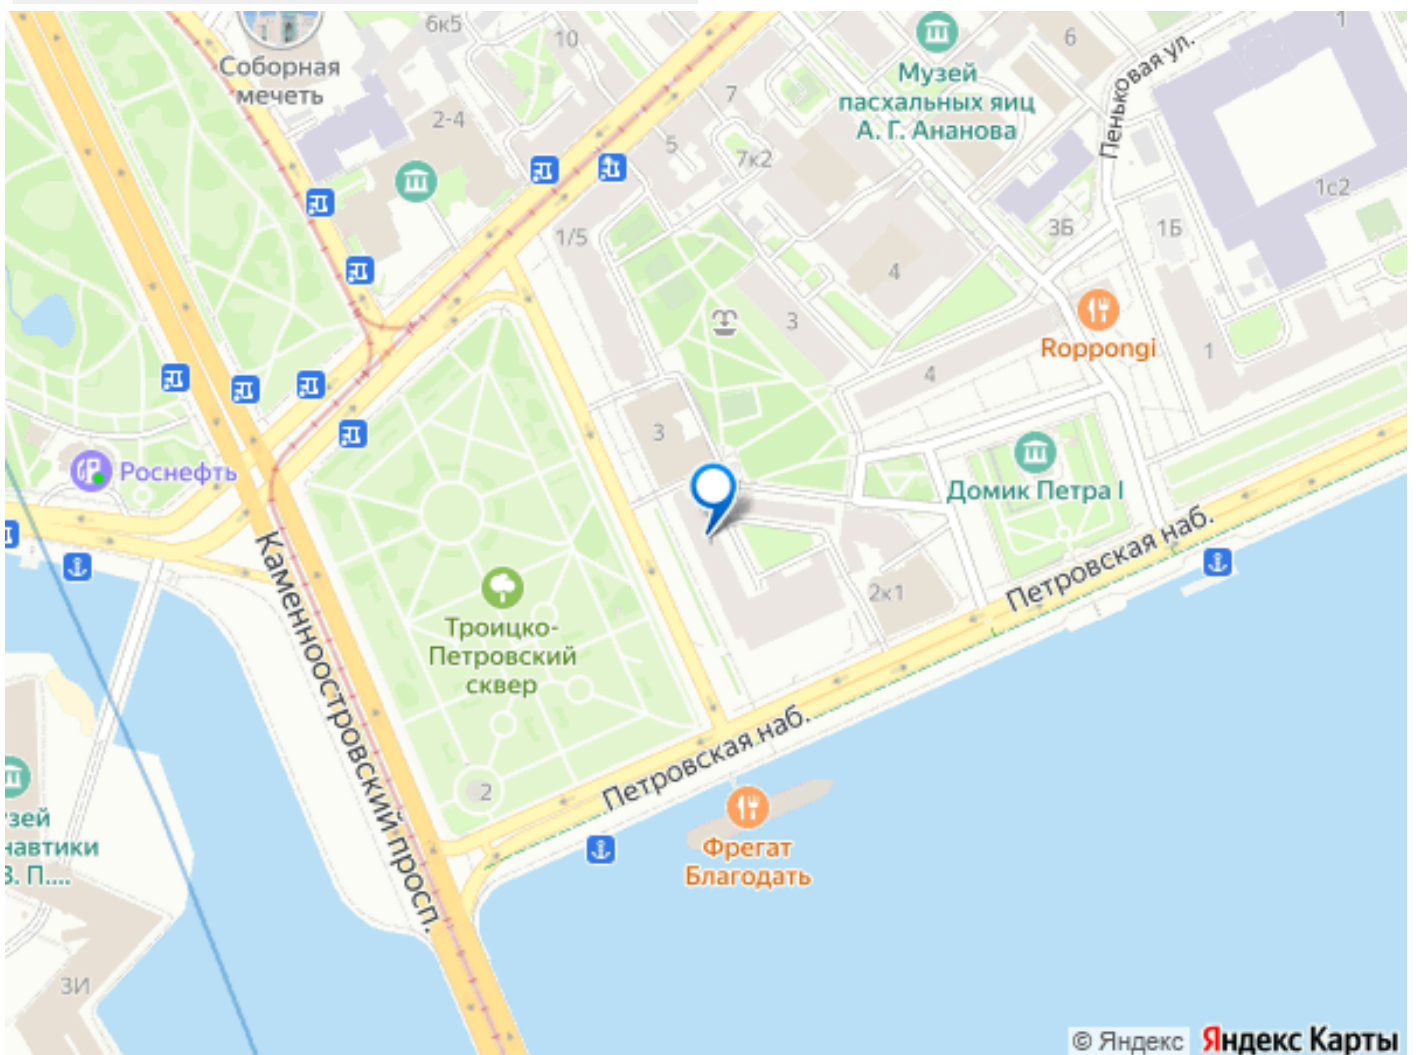 6к5
10
Соборная
мечеть
2-4
7
5
7к2
Музей
пасхальных яиц
А. Г. Ананова
6
Пеньковая ул.
1
1с2
3Б
1Б
1/5
4
3
Roppongi
4
1
3
Роснефть
Домик Петра I
Петровская наб.
2к1
Каменноостровский просп.
Троицко-
Петровский
сквер
Петровская наб.
2
Фрегат
Благодать
зей
навтики
В. П....
3И
© Яндекс Яндекс Карты